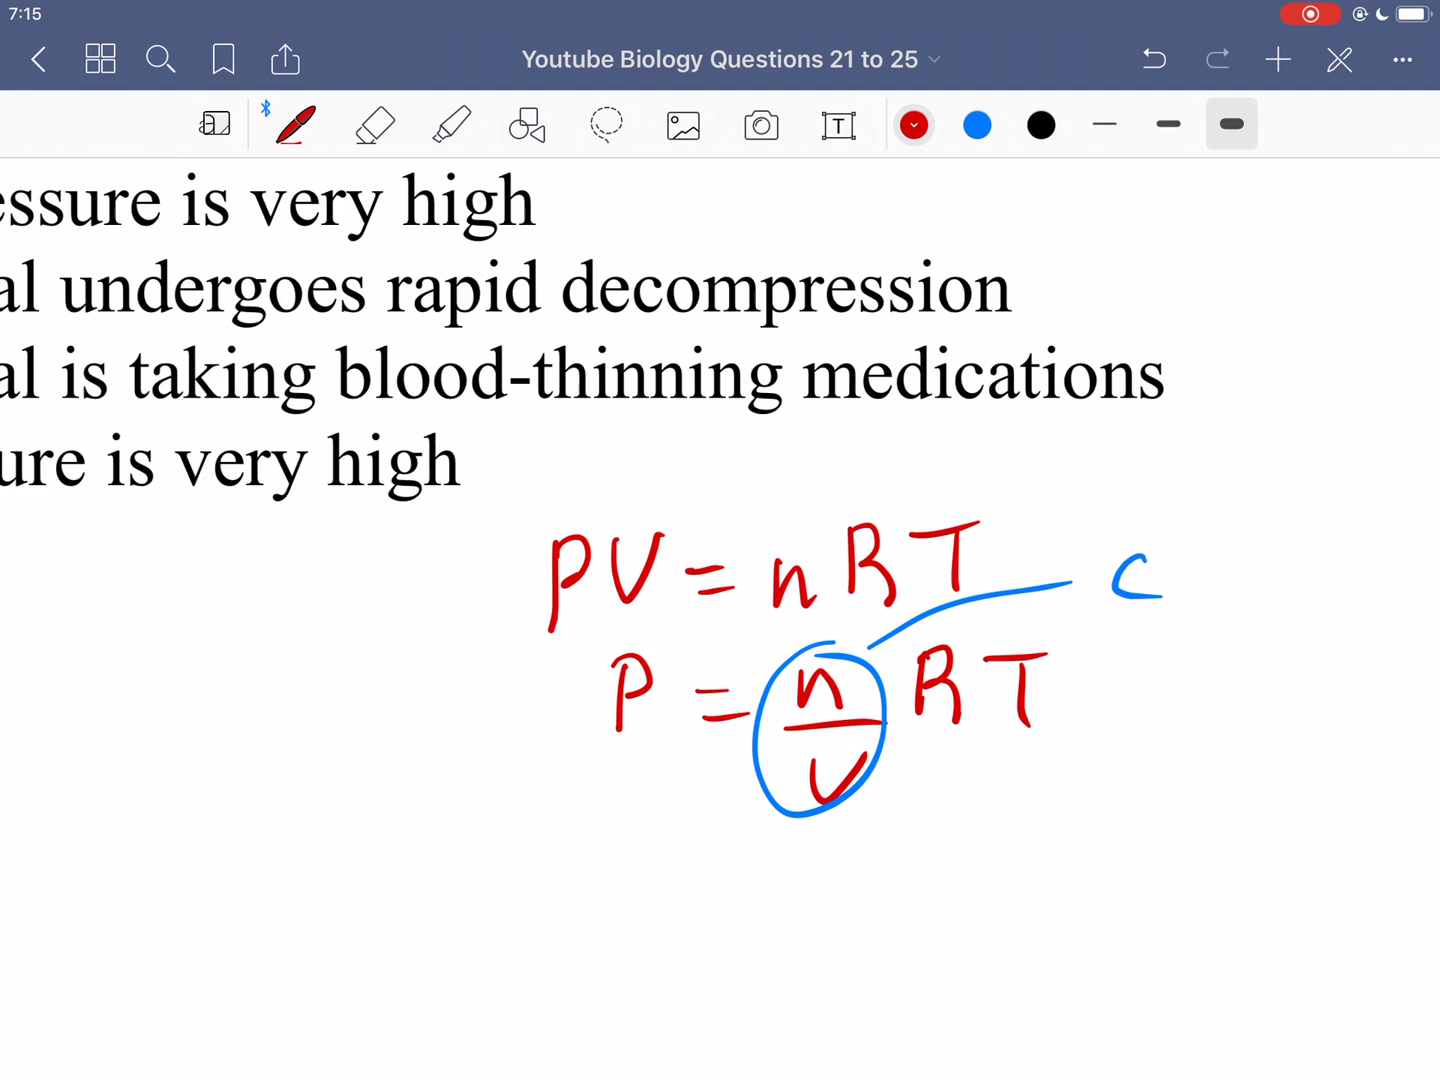 7:15
Youtube Biology Questions 21 to 25
T
essure is very high
al undergoes rapid decompression
al is taking blood-thinning medications
ure is very high
PV = nRT
C
P = n/V RT